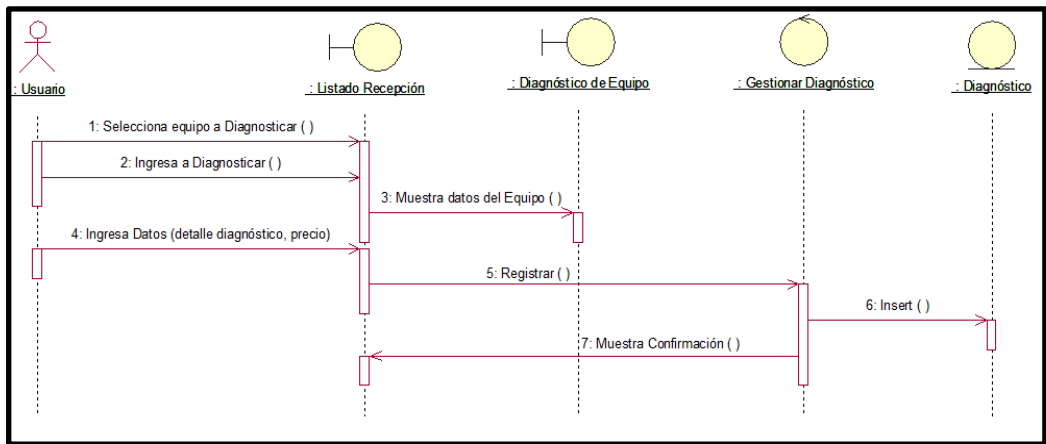 : Usuario
: Listado Recepción
: Diagnóstico de Equipo
: Gestionar Diagnóstico
: Diagnóstico
1: Selecciona equipo a Diagnosticar ( )
2: Ingresa a Diagnosticar ( )
3: Muestra datos del Equipo ( )
4: Ingresa Datos (detalle diagnóstico, precio)
5: Registrar ( )
6: Insert ( )
7: Muestra Confirmación ( )